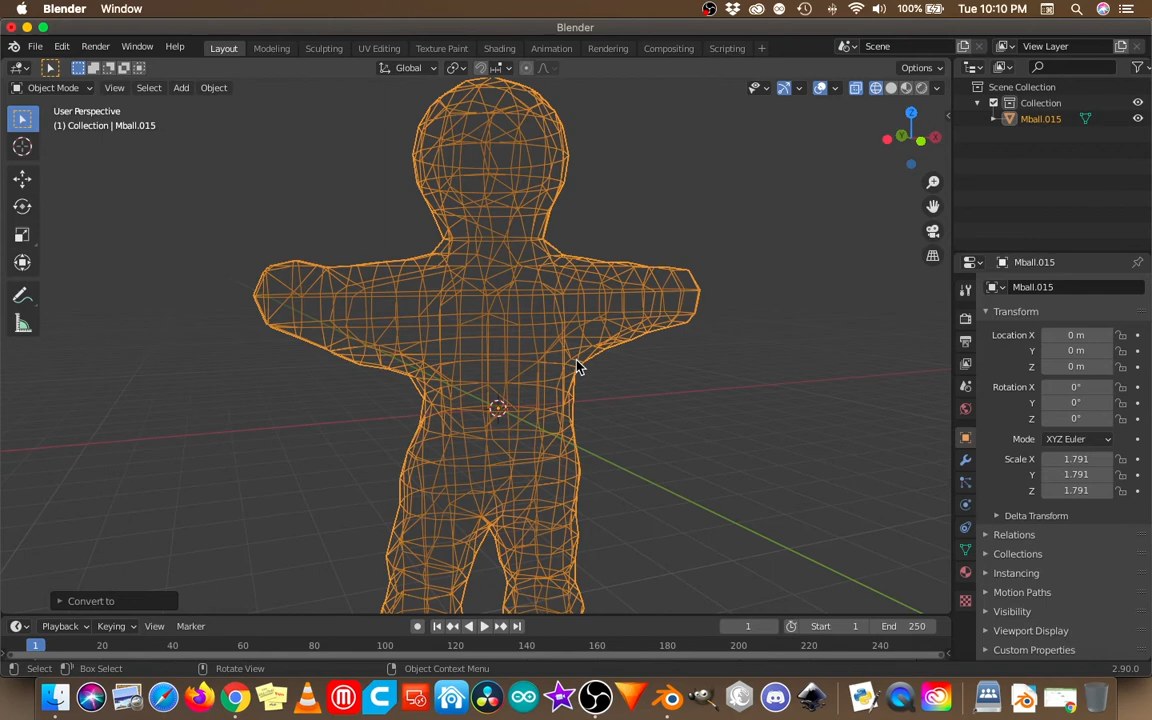 Blender Window 100% Tue 10:10 PM
Blender
File Edit Render Window Help Layout Modeling Sculpting UV Editing Texture Paint Shading Animation Rendering Compositing Scripting + Scene View Layer
Global Options
Object Mode View Select Add Object
User Perspective
(1) Collection | Mball.015
Scene Collection
Collection
Mball.015
Z
Y
X
Mball.015
Mball.015
Transform
Location X 0 m
Y 0 m
Z 0 m
Rotation X 0°
Y 0°
Z 0°
Mode XYZ Euler
Scale X 1.791
Y 1.791
Z 1.791
Delta Transform
Relations
Collections
Instancing
Motion Paths
Visibility
Viewport Display
Custom Properties
Convert to
Playback Keying View Marker 1 Start 1 End 250
1 20 40 60 80 100 120 140 160 180 200 220 240
Select Box Select Rotate View Object Context Menu 2.90.0